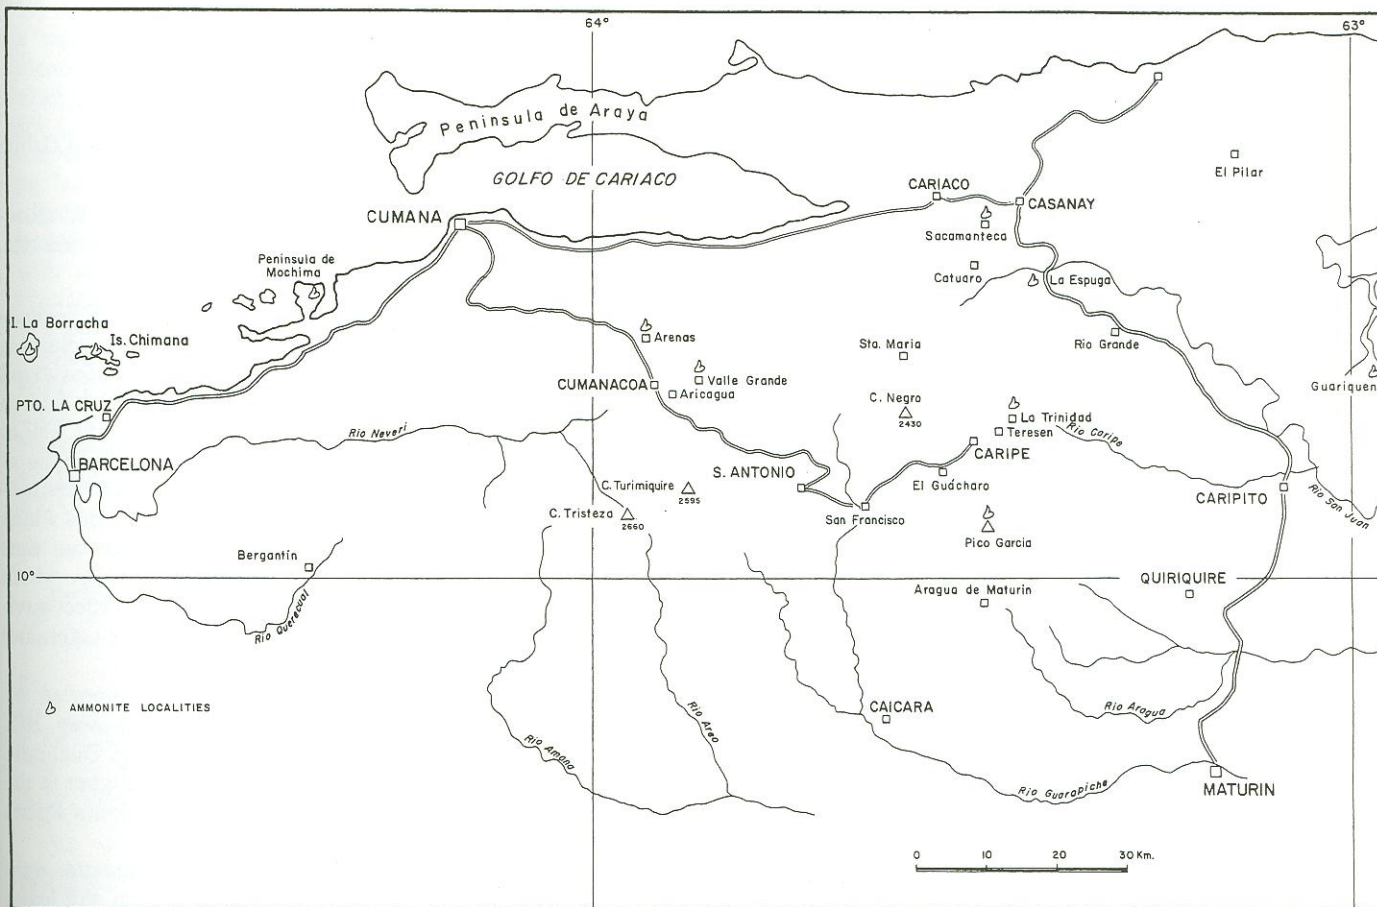 64°
63°
Peninsula de Araya
GOLFO DE CARIACO
El Pilar
CARIACO
CASANAY
CUMANA
Sacamanteca
Peninsula de
Mochima
Catuaro
La Espuga
I. La Borracha
Is. Chimana
Arenas
Sta. Maria
Rio Grande
CUMANACOA
Valle Grande
Aricagua
Guariquen
C. Negro
2430
PTO. LA CRUZ
La Trinidad
Teresen
Rio Caripe
Rio Neveri
CARIPE
BARCELONA
S. ANTONIO
El Guácharo
C. Turimiquire
2595
CARIPITO
Rio San Juan
C. Tristeza
2660
San Francisco
Pico Garcia
Bergantín
10°
QUIRIQUIRE
Aragua de Maturin
Rio Querecual
AMMONITE LOCALITIES
CAICARA
Rio Aragua
Rio Areo
Rio Amana
Rio Guarapiche
MATURIN
0 10 20 30 Km.